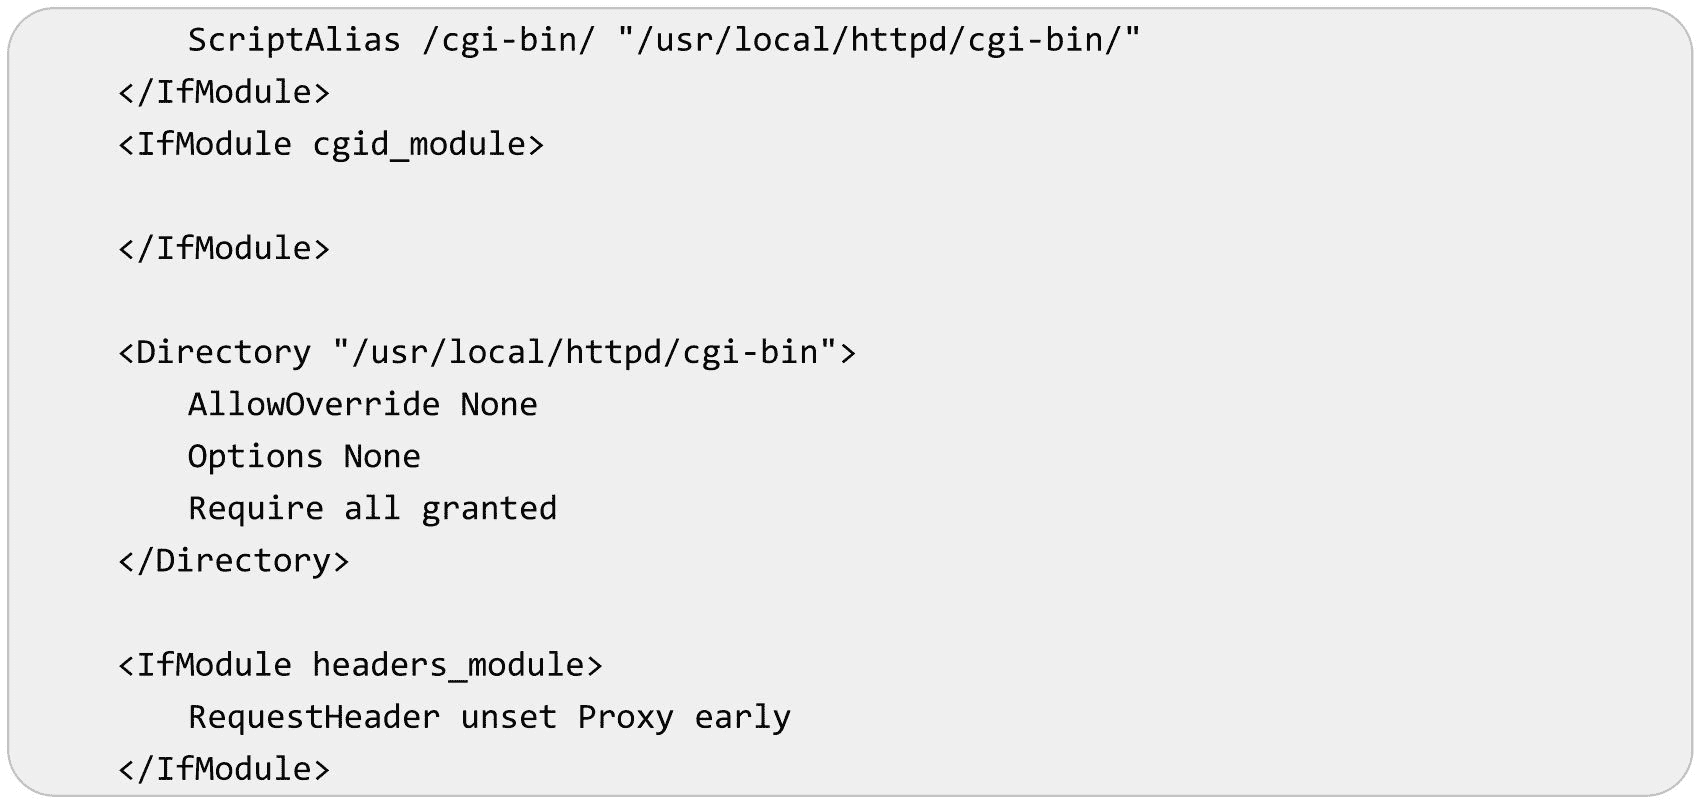 ScriptAlias /cgi-bin/ "/usr/local/httpd/cgi-bin/"
</IfModule>
<IfModule cgid_module>
</IfModule>
<Directory "/usr/local/httpd/cgi-bin">
AllowOverride None
Options None
Require all granted
</Directory>
<IfModule headers_module>
RequestHeader unset Proxy early
</IfModule>